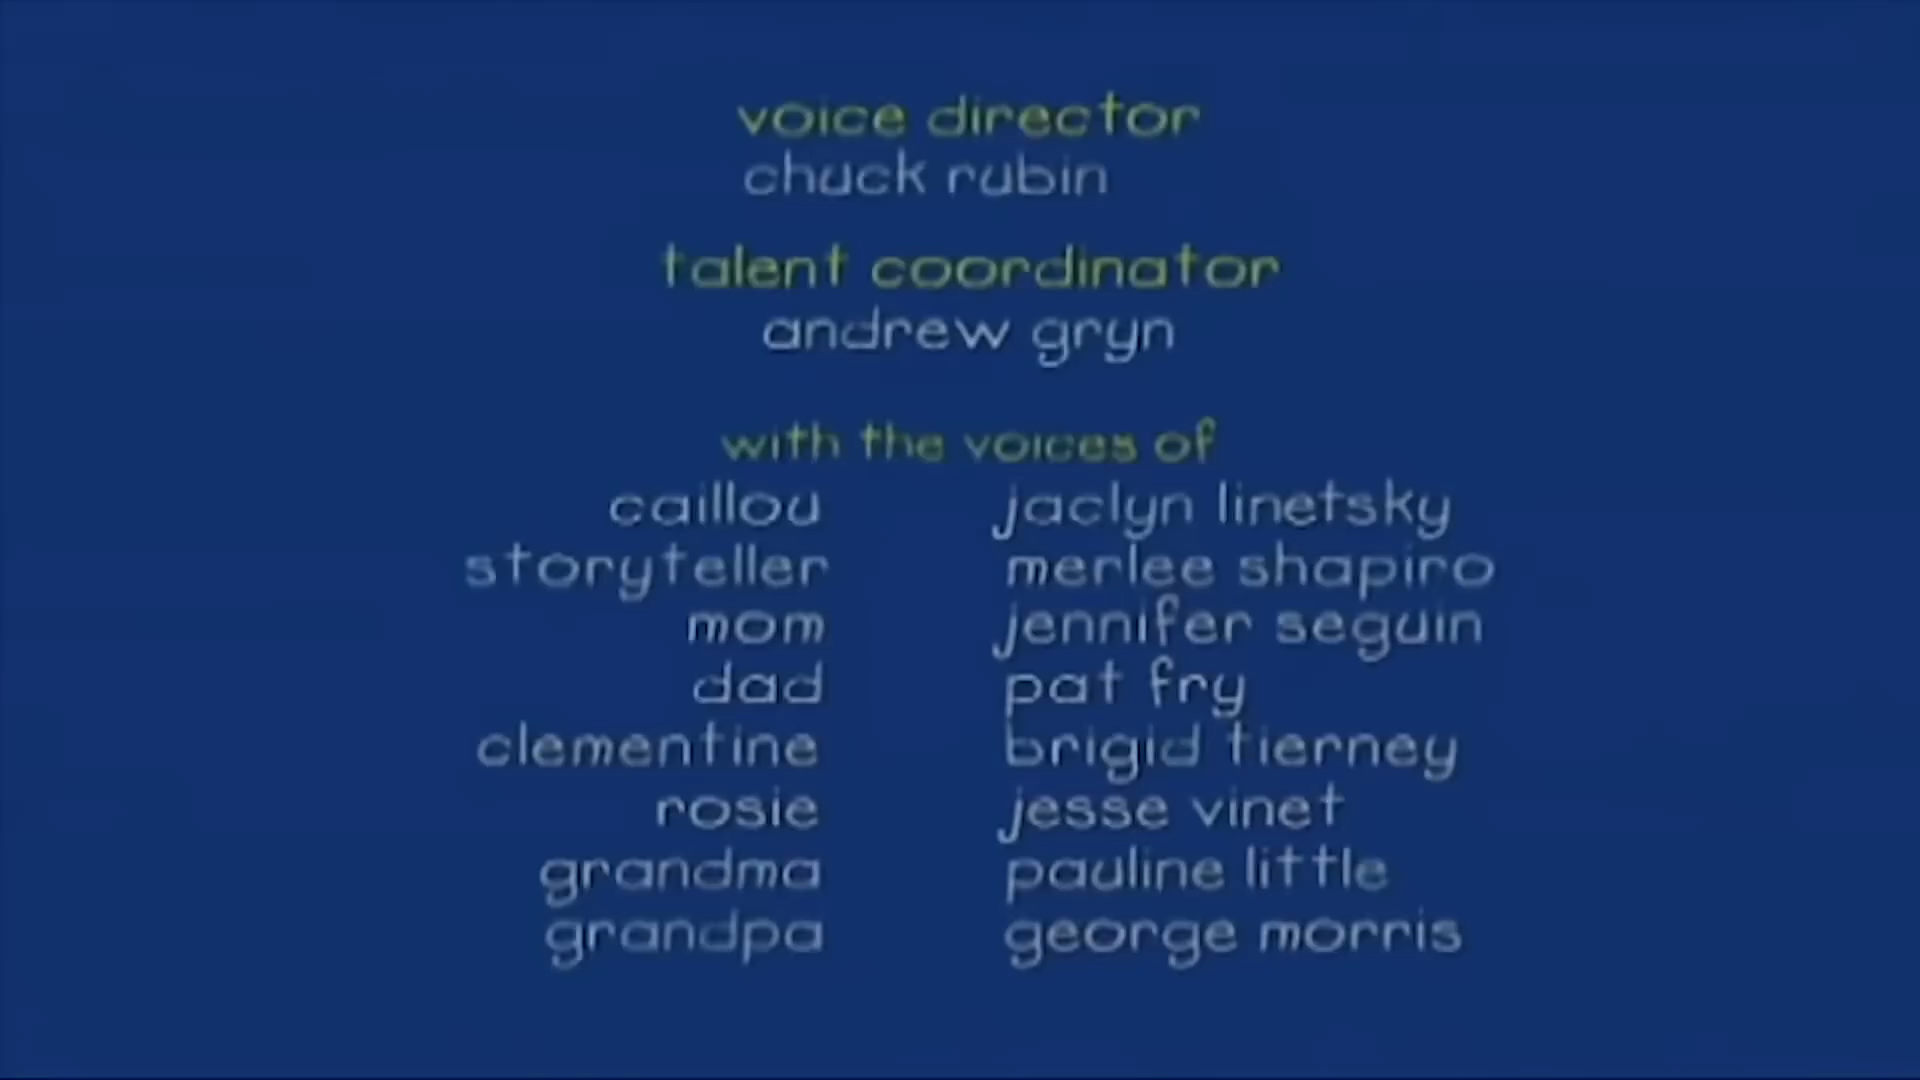 voice director
chuck rubin
talent coordinator
andrew gryn
with the voices of
caillou jaclyn linetsky
storyteller merlee shapiro
mom jennifer seguin
dad pat fry
clementine brigid tierney
rosie jesse vinet
grandma pauline little
grandpa george morris